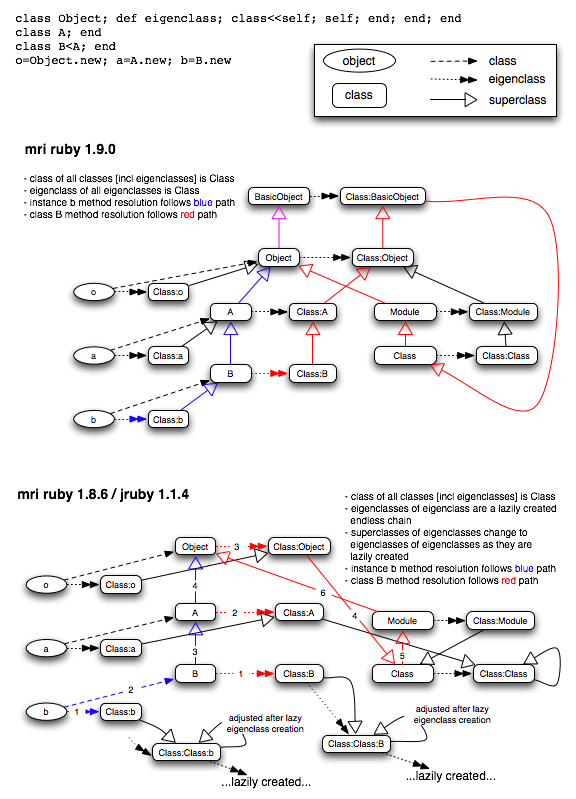 class Object; def eigenclass; class<<self; self; end; end; end
class A; end
class B<A; end
o=Object.new; a=A.new; b=B.new
object
class
class
eigenclass
superclass
mri ruby 1.9.0
- class of all classes [incl eigenclasses] is Class
- eigenclass of all eigenclasses is Class
- instance b method resolution follows blue path
- class B method resolution follows red path
BasicObject
Class:BasicObject
Object
Class:Object
o
Class:o
A
Class:A
Module
Class:Module
a
Class:a
Class
Class:Class
B
Class:B
b
Class:b
mri ruby 1.8.6 / jruby 1.1.4
- class of all classes [incl eigenclasses] is Class
- eigenclasses of eigenclass are a lazily created
endless chain
- superclasses of eigenclasses change to
eigenclasses of eigenclasses as they are
lazily created
- instance b method resolution follows blue path
- class B method resolution follows red path
Object
3
Class:Object
o
Class:o
4
6
A
2
Class:A
4
Module
Class:Module
a
Class:a
3
5
B
1
Class:B
Class
Class:Class
2
b
1
Class:b
adjusted after lazy
eigenclass creation
adjusted after lazy
eigenclass creation
Class:Class:b
Class:Class:B
...lazily created...
...lazily created...